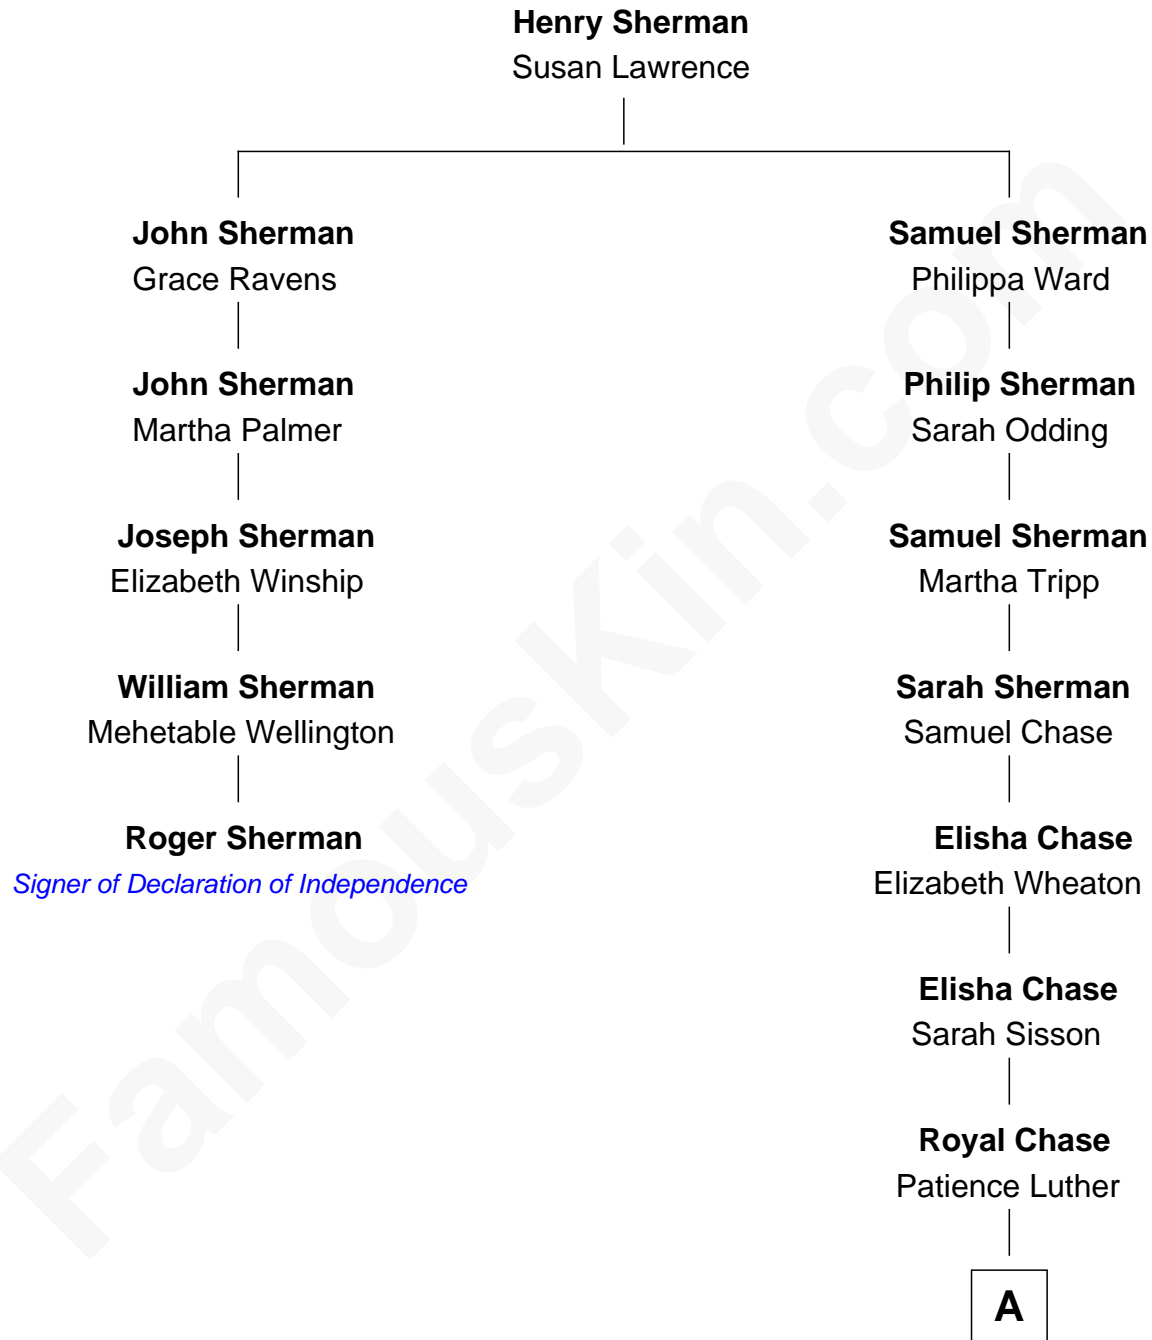 Henry Sherman
Susan Lawrence
John Sherman
Grace Ravens
John Sherman
Martha Palmer
Joseph Sherman
Elizabeth Winship
William Sherman
Mehetable Wellington
Roger Sherman
Signer of Declaration of Independence
Samuel Sherman
Philippa Ward
Philip Sherman
Sarah Odding
Samuel Sherman
Martha Tripp
Sarah Sherman
Samuel Chase
Elisha Chase
Elizabeth Wheaton
Elisha Chase
Sarah Sisson
Royal Chase
Patience Luther
A
FamousKin.com